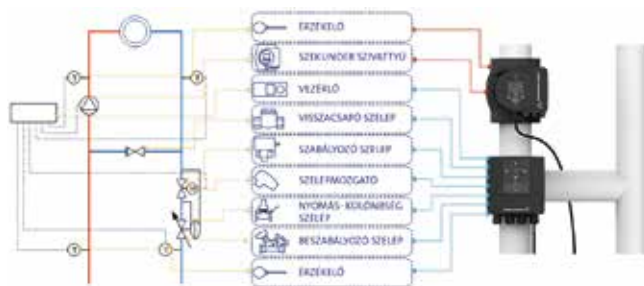 ÉRZÉKELŐ
SZEKUNDER SZIVATTYÚ
VEZÉRLŐ
VISSZACSAPÓ SZELEP
SZABÁLYOZÓ SZELEP
SZELEPMOZGATÓ
NYOMÁS- KÜLÖNBSÉG
SZELEP
BESZABÁLYOZÓ SZELEP
ÉRZÉKELŐ